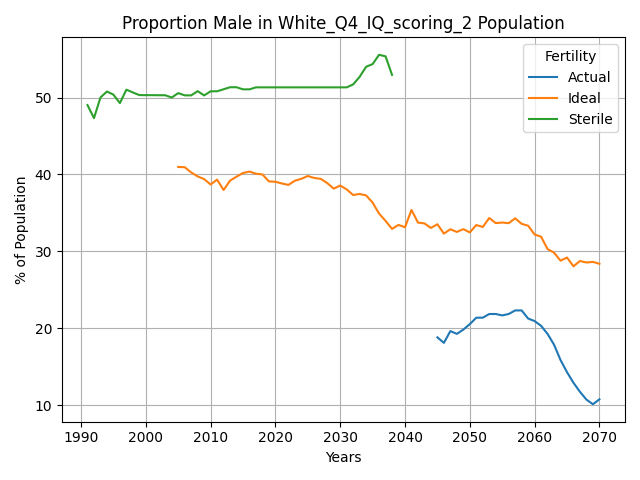 Proportion Male in White_Q4_IQ_scoring_2 Population
Fertility
Actual
Ideal
Sterile
% of Population
50
40
30
20
10
1990 2000 2010 2020 2030 2040 2050 2060 2070
Years